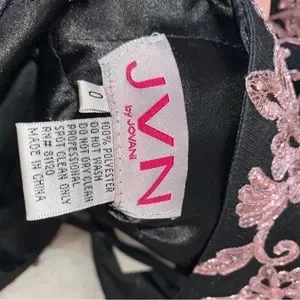 JVN
by JOVANI
0
100% POLYESTER
DO NOT WASH
DO NOT DRY CLEAN
PROFESSIONAL
SPOT CLEAN ONLY
RN# 81120
MADE IN CHINA